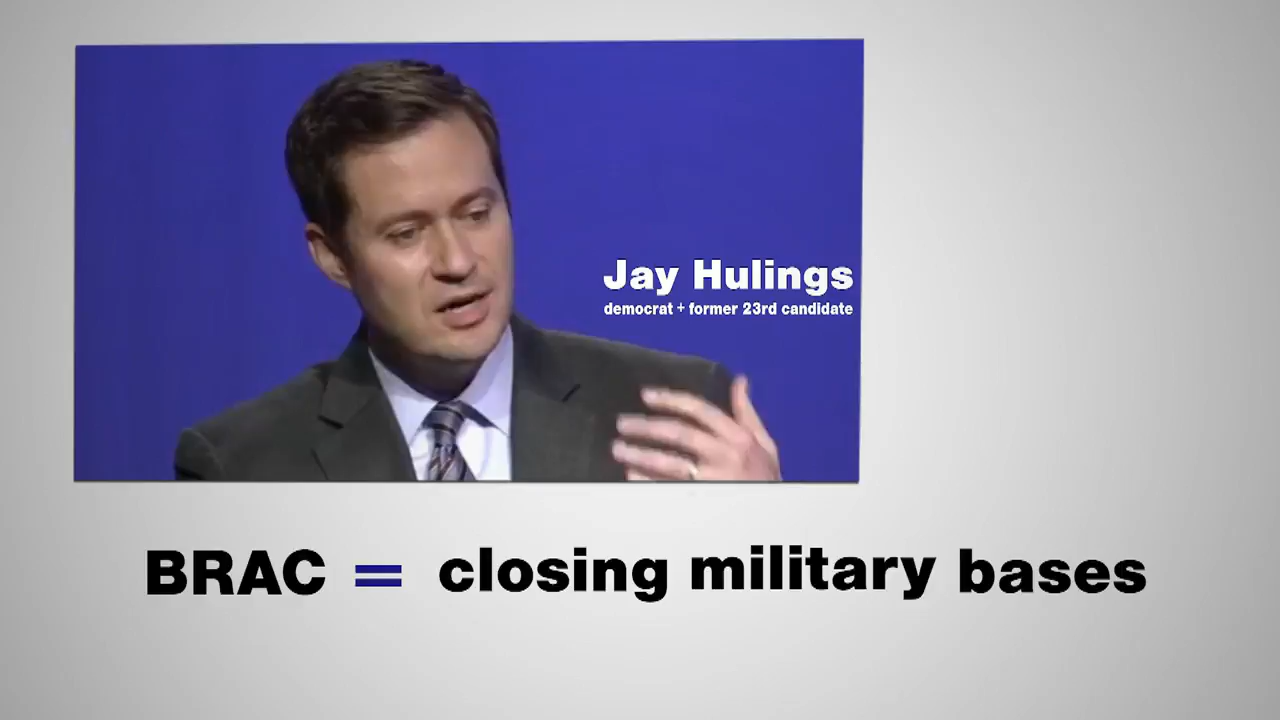 Jay Hulings
democrat + former 23rd candidate
BRAC = closing military bases